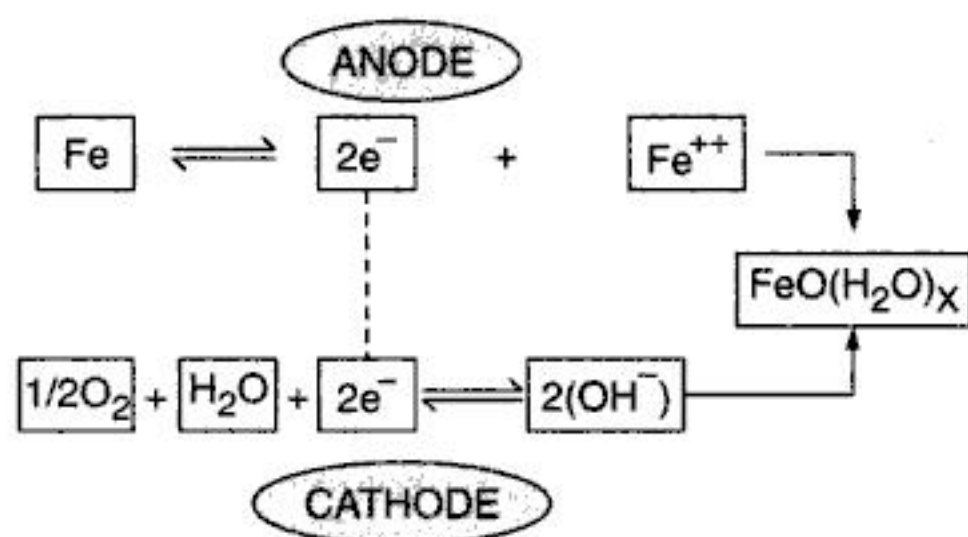 ANODE
Fe ⇌ 2e⁻ + Fe⁺⁺
FeO(H₂O)ₓ
1/2O₂ + H₂O + 2e⁻ ⇌ 2(OH⁻)
CATHODE